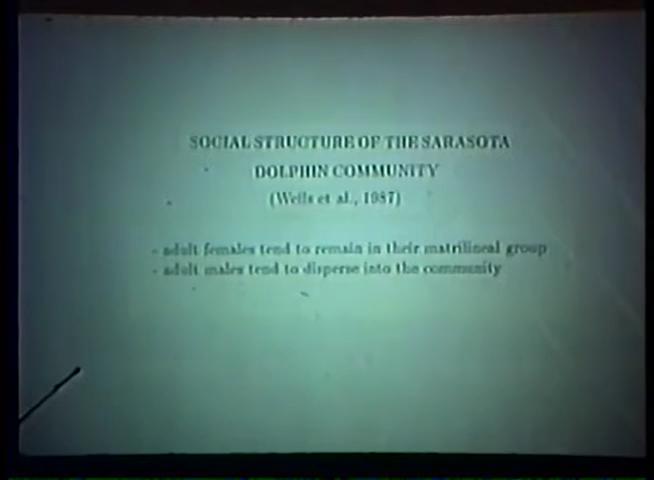 SOCIAL STRUCTURE OF THE SARASOTA
DOLPHIN COMMUNITY
(Wells et al., 1987)
- adult females tend to remain in their matrilineal group
- adult males tend to disperse into the community